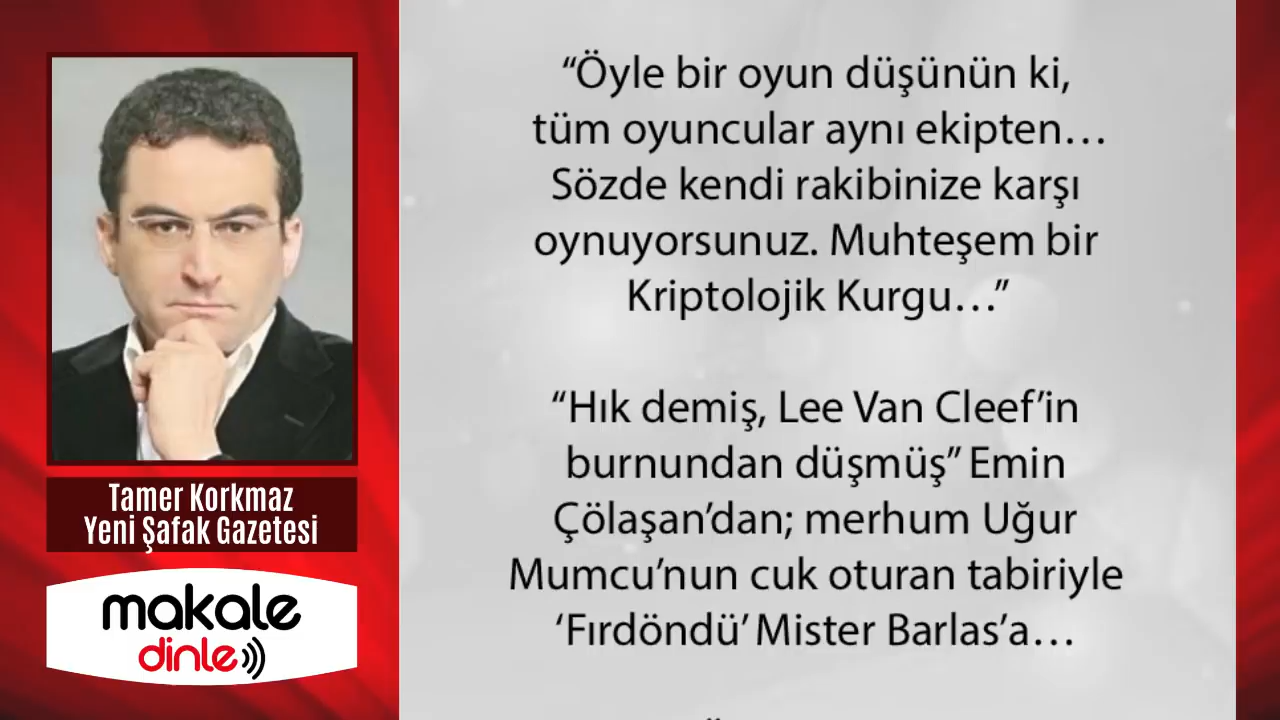 Tamer Korkmaz
Yeni Şafak Gazetesi
makale
dinle
“Öyle bir oyun düşünün ki,
tüm oyuncular aynı ekipten…
Sözde kendi rakibinize karşı
oynuyorsunuz. Muhteşem bir
Kriptolojik Kurgu…”
“Hık demiş, Lee Van Cleef’in
burnundan düşmüş” Emin
Çölaşan’dan; merhum Uğur
Mumcu’nun cuk oturan tabiriyle
‘Fırdöndü’ Mister Barlas’a…